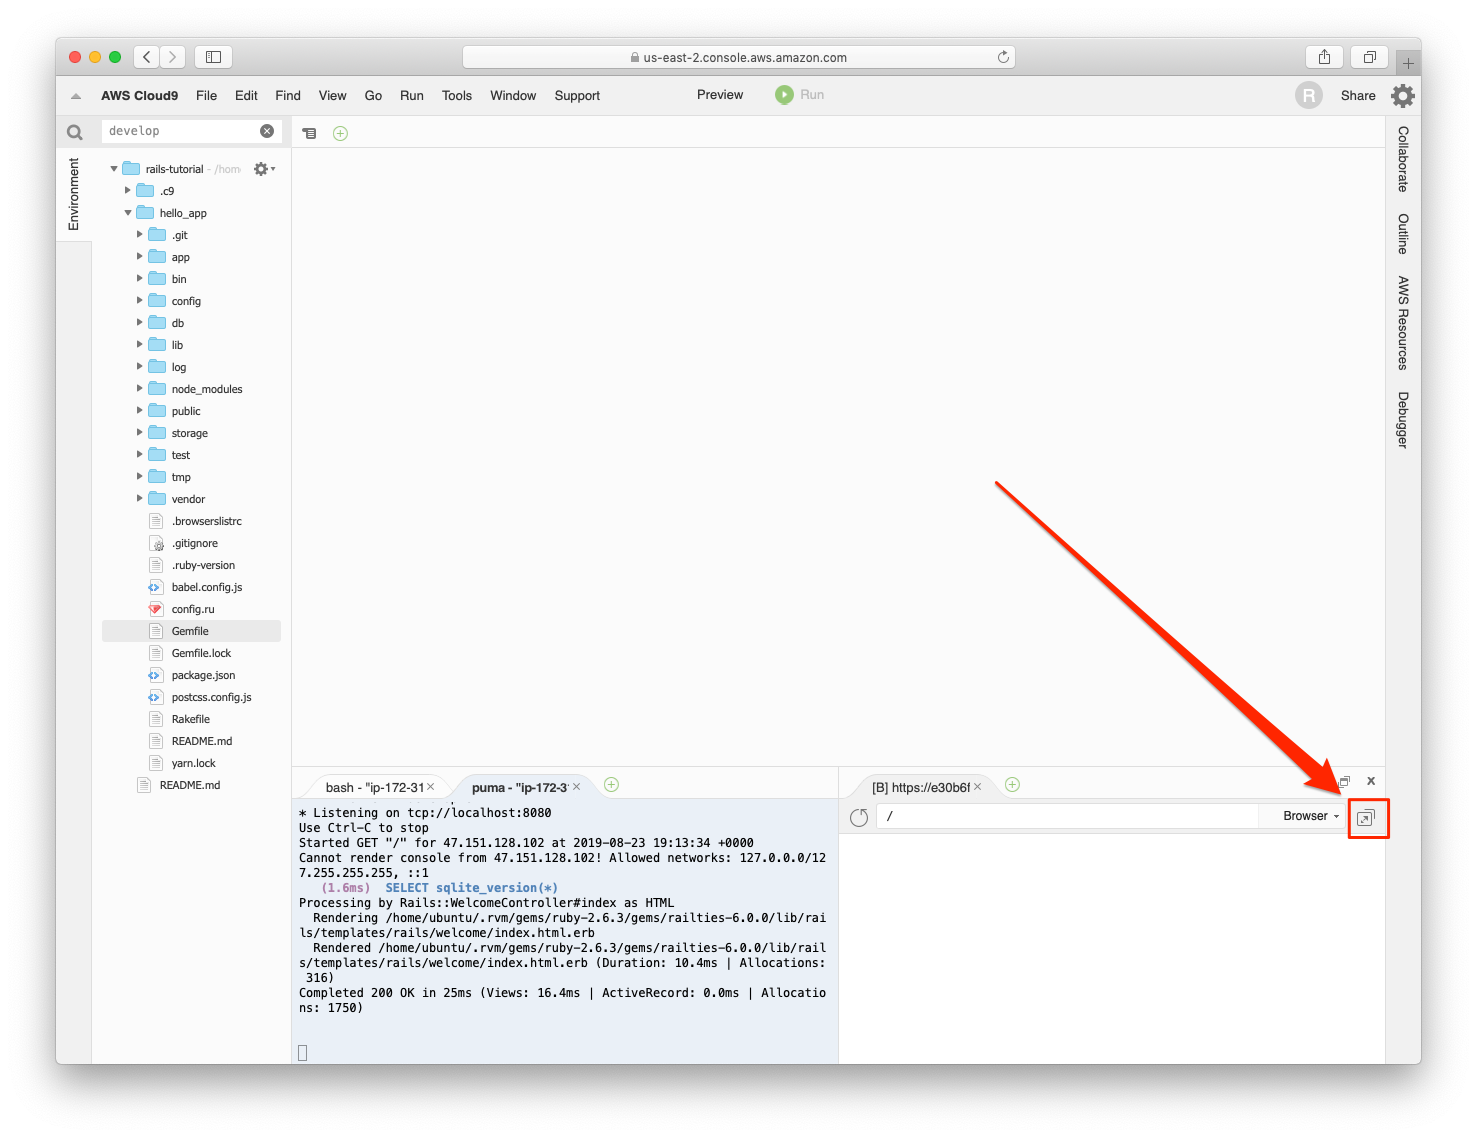 us-east-2.console.aws.amazon.com
AWS Cloud9 File Edit Find View Go Run Tools Window Support Preview Run R Share
develop
Environment
rails-tutorial - /hom
.c9
hello_app
.git
app
bin
config
db
lib
log
node_modules
public
storage
test
tmp
vendor
.browserslistrc
.gitignore
.ruby-version
babel.config.js
config.ru
Gemfile
Gemfile.lock
package.json
postcss.config.js
Rakefile
README.md
yarn.lock
README.md
bash - "ip-172-31
puma - "ip-172-3
* Listening on tcp://localhost:8080
Use Ctrl-C to stop
Started GET "/" for 47.151.128.102 at 2019-08-23 19:13:34 +0000
Cannot render console from 47.151.128.102! Allowed networks: 127.0.0.0/12
7.255.255.255, ::1
(1.6ms) SELECT sqlite_version(*)
Processing by Rails::WelcomeController#index as HTML
Rendering /home/ubuntu/.rvm/gems/ruby-2.6.3/gems/railties-6.0.0/lib/rai
ls/templates/rails/welcome/index.html.erb
Rendered /home/ubuntu/.rvm/gems/ruby-2.6.3/gems/railties-6.0.0/lib/rail
s/templates/rails/welcome/index.html.erb (Duration: 10.4ms | Allocations:
316)
Completed 200 OK in 25ms (Views: 16.4ms | ActiveRecord: 0.0ms | Allocatio
ns: 1750)
[B] https://e30b6f
/
Browser
Collaborate
Outline
AWS Resources
Debugger